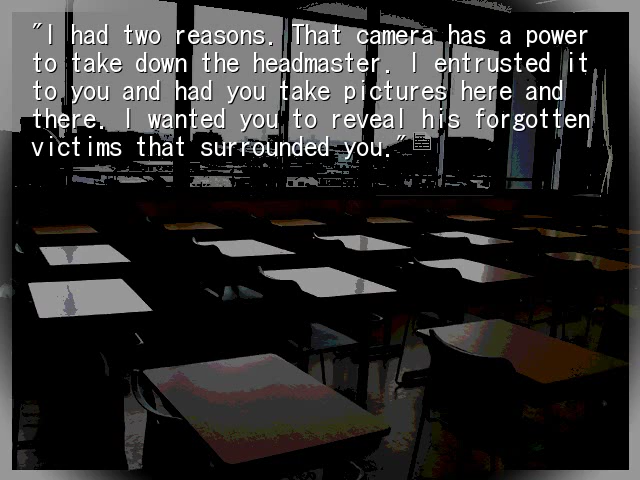 "I had two reasons. That camera has a power
to take down the headmaster. I entrusted it
to you and had you take pictures here and
there. I wanted you to reveal his forgotten
victims that surrounded you."